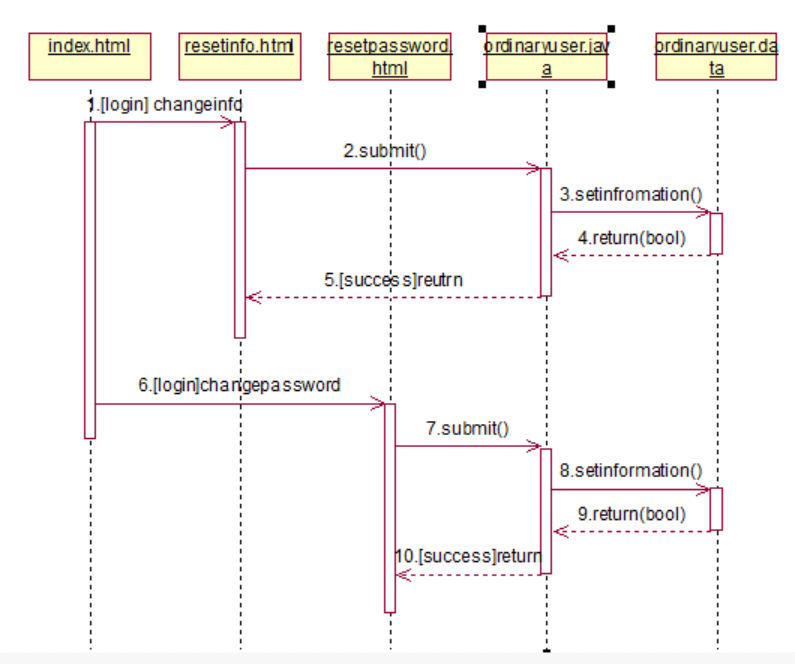 index.html
resetinfo.html
resetpassword.
html
ordinaryuser.jav
a
ordinaryuser.da
ta
1.[login] changeinfo
2.submit()
3.setinfromation()
4.return(bool)
5.[success]reutrn
6.[login]changepassword
7.submit()
8.setinformation()
9.return(bool)
10.[success]return